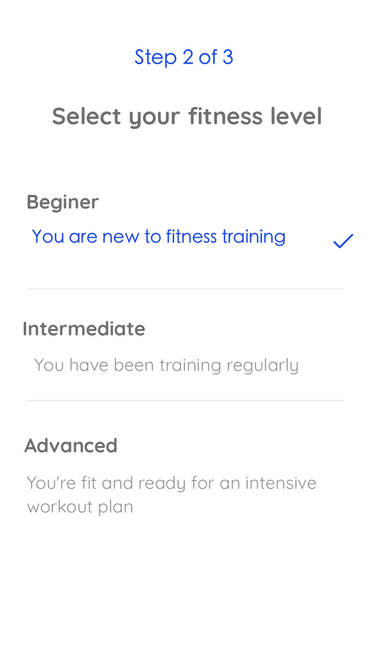 Step 2 of 3
Select your fitness level
Beginer
You are new to fitness training
Intermediate
You have been training regularly
Advanced
You're fit and ready for an intensive
workout plan